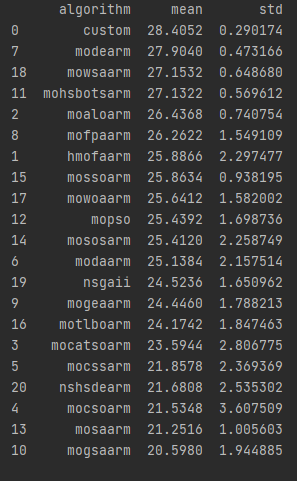 algorithm mean std
0 custom 28.4052 0.290174
7 modearm 27.9040 0.473166
18 mowsaarm 27.1532 0.648680
11 mohsbotsarm 27.1322 0.569612
2 moaloarm 26.4368 0.740754
8 mofpaarm 26.2622 1.549109
1 hmofaarm 25.8866 2.297477
15 mossoarm 25.8634 0.938195
17 mowoaarm 25.6412 1.582002
12 mopso 25.4392 1.698736
14 mososarm 25.4120 2.258749
6 modaarm 25.1384 2.157514
19 nsgaii 24.5236 1.650962
9 mogeaarm 24.4460 1.788213
16 motlboarm 24.1742 1.847463
3 mocatsoarm 23.5944 2.806775
5 mocssarm 21.8578 2.369369
20 nshsdearm 21.6808 2.535302
4 mocsoarm 21.5348 3.607509
13 mosaarm 21.2516 1.005603
10 mogsaarm 20.5980 1.944885